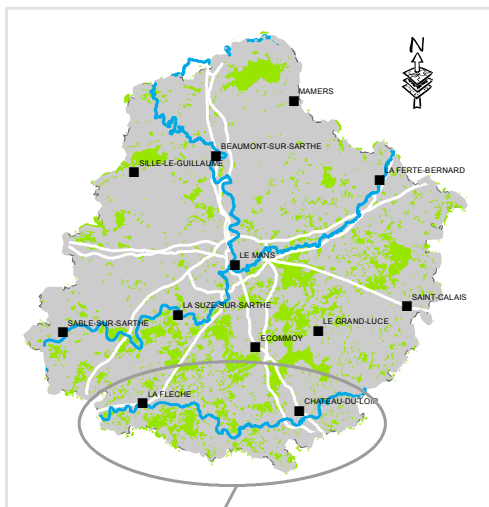 N
MAMERS
BEAUMONT-SUR-SARTHE
SILLE-LE-GUILLAUME
LA FERTE-BERNARD
LE MANS
SAINT-CALAIS
LA SUZE-SUR-SARTHE
LE GRAND-LUCE
SABLE-SUR-SARTHE
ECOMMOY
LA FLECHE
CHATEAU-DU-LOIR